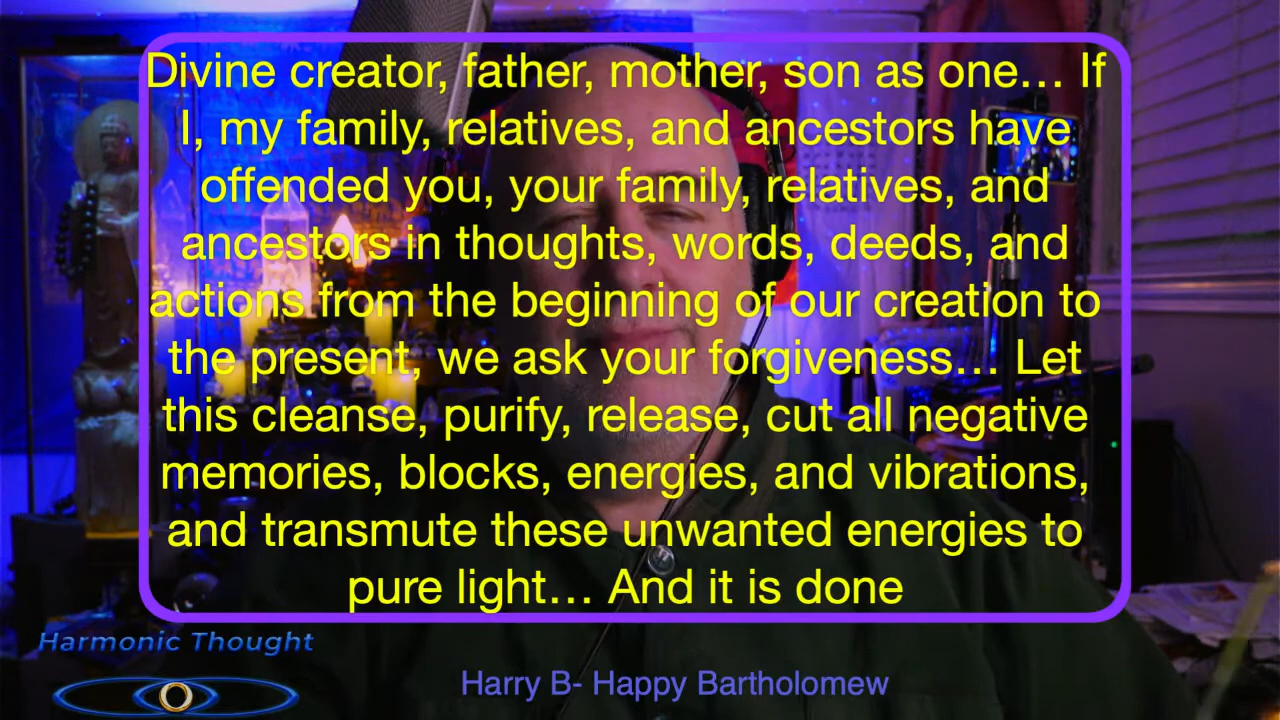 Divine creator, father, mother, son as one… If
I, my family, relatives, and ancestors have
offended you, your family, relatives, and
ancestors in thoughts, words, deeds, and
actions from the beginning of our creation to
the present, we ask your forgiveness… Let
this cleanse, purify, release, cut all negative
memories, blocks, energies, and vibrations,
and transmute these unwanted energies to
pure light… And it is done
Harmonic Thought
Harry B- Happy Bartholomew